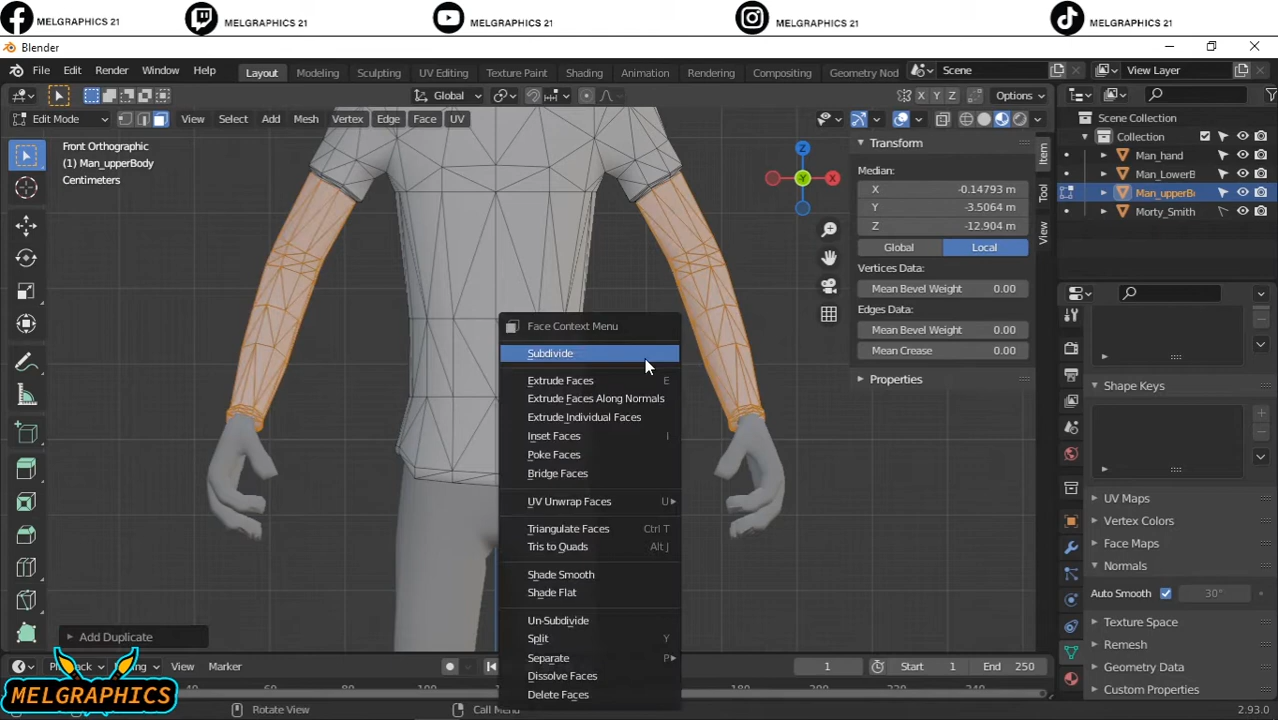 MELGRAPHICS 21 MELGRAPHICS 21 MELGRAPHICS 21 MELGRAPHICS 21 MELGRAPHICS 21
Blender
File Edit Render Window Help Layout Modeling Sculpting UV Editing Texture Paint Shading Animation Rendering Compositing Geometry Nod Scene View Layer
Global X Y Z Options
Edit Mode View Select Add Mesh Vertex Edge Face UV
Scene Collection
Collection
Man_hand
Man_LowerB
Man_upperB
Morty_Smith
Front Orthographic
(1) Man_upperBody
Centimeters
Z
X
Y
Transform
Median:
X -0.14793 m
Y -3.5064 m
Z -12.904 m
Global Local
Vertices Data:
Mean Bevel Weight 0.00
Edges Data:
Mean Bevel Weight 0.00
Mean Crease 0.00
Properties
Item
Tool
View
Face Context Menu
Subdivide
Extrude Faces E
Extrude Faces Along Normals
Extrude Individual Faces
Inset Faces I
Poke Faces
Bridge Faces
UV Unwrap Faces U
Triangulate Faces Ctrl T
Tris to Quads Alt J
Shade Smooth
Shade Flat
Un-Subdivide
Split Y
Separate P
Dissolve Faces
Delete Faces
Shape Keys
UV Maps
Vertex Colors
Face Maps
Normals
Auto Smooth 30°
Texture Space
Remesh
Geometry Data
Custom Properties
Add Duplicate
View Marker 1 Start 1 End 250
180
MELGRAPHICS
Rotate View Call Menu 2.93.0